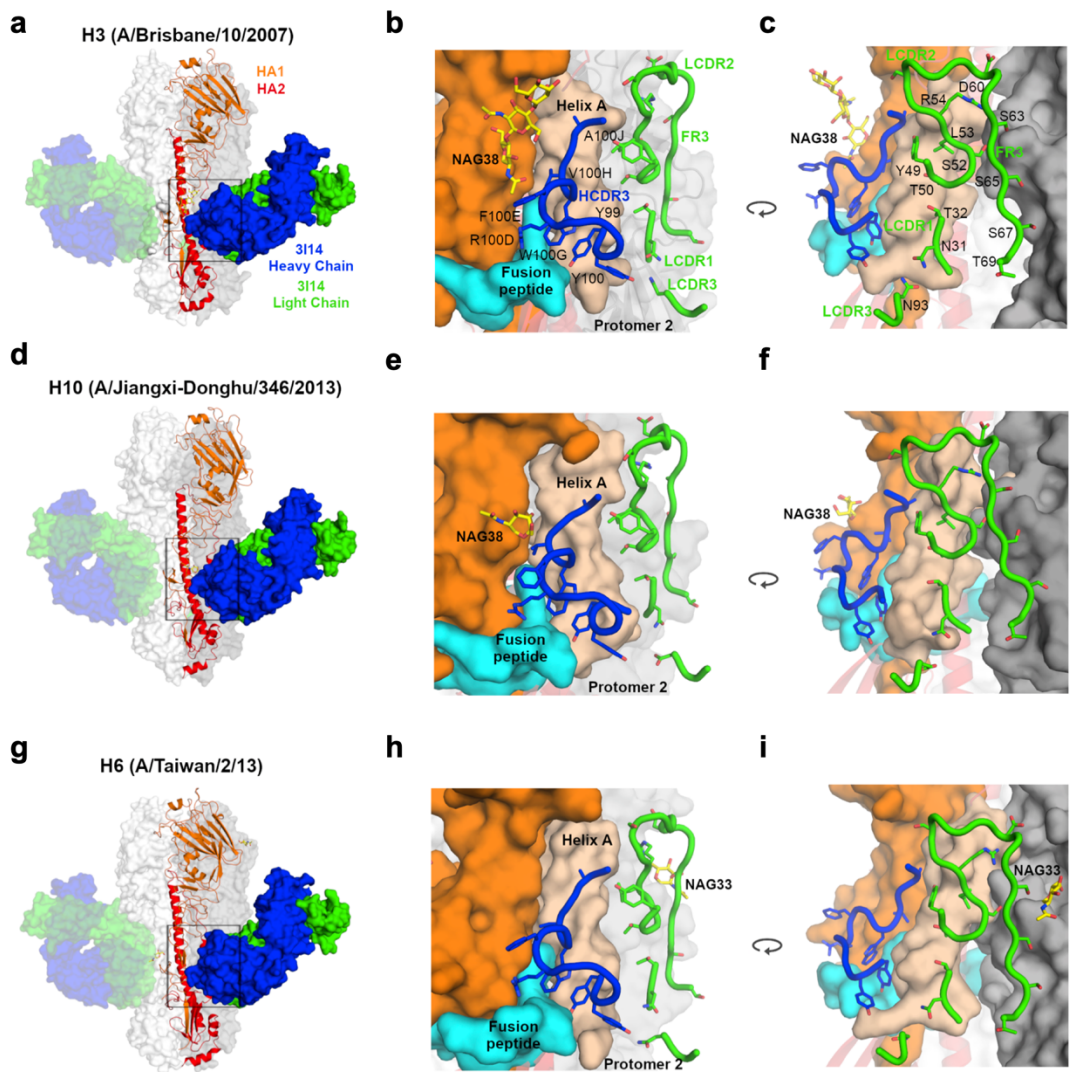 a
H3 (A/Brisbane/10/2007)
HA1
HA2
3I14
Heavy Chain
3I14
Light Chain
b
LCDR2
Helix A
A100J
FR3
NAG38
V100H
HCDR3
F100E
Y99
R100D
W100G
LCDR1
Fusion
peptide
Y100
LCDR3
Protomer 2
c
LCDR2
D60
R54
S63
NAG38
L53
FR3
Y49
S52
S65
T50
T32
LCDR1
S67
N31
T69
LCDR3
N93
d
H10 (A/Jiangxi-Donghu/346/2013)
e
Helix A
NAG38
Fusion
peptide
Protomer 2
f
NAG38
g
H6 (A/Taiwan/2/13)
h
Helix A
NAG33
Fusion
peptide
Protomer 2
i
NAG33